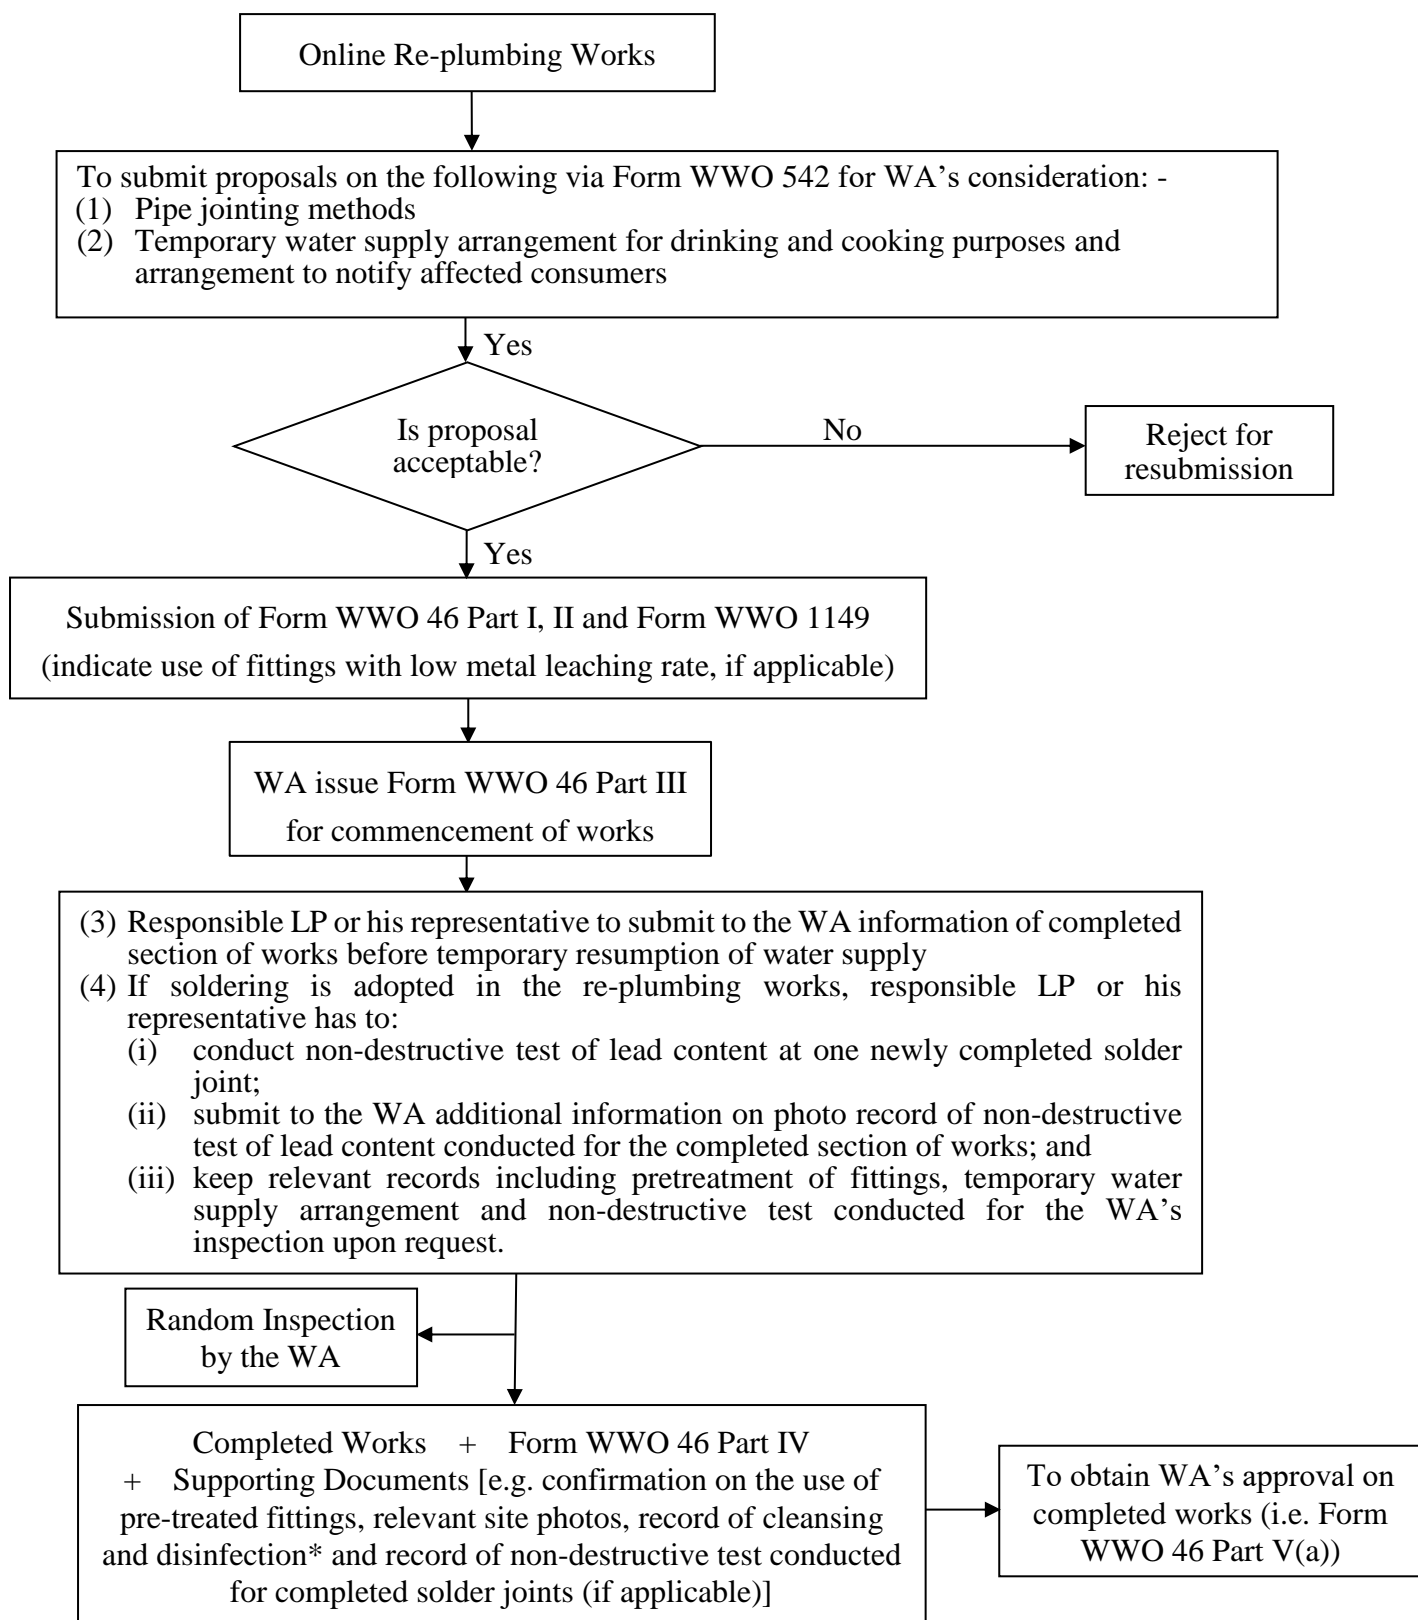 Online Re-plumbing Works
To submit proposals on the following via Form WWO 542 for WA’s consideration: -
(1) Pipe jointing methods
(2) Temporary water supply arrangement for drinking and cooking purposes and
arrangement to notify affected consumers
Yes
Is proposal
acceptable?
No
Reject for
resubmission
Yes
Submission of Form WWO 46 Part I, II and Form WWO 1149
(indicate use of fittings with low metal leaching rate, if applicable)
WA issue Form WWO 46 Part III
for commencement of works
(3) Responsible LP or his representative to submit to the WA information of completed
section of works before temporary resumption of water supply
(4) If soldering is adopted in the re-plumbing works, responsible LP or his
representative has to:
(i) conduct non-destructive test of lead content at one newly completed solder
joint;
(ii) submit to the WA additional information on photo record of non-destructive
test of lead content conducted for the completed section of works; and
(iii) keep relevant records including pretreatment of fittings, temporary water
supply arrangement and non-destructive test conducted for the WA’s
inspection upon request.
Random Inspection
by the WA
Completed Works + Form WWO 46 Part IV
+ Supporting Documents [e.g. confirmation on the use of
pre-treated fittings, relevant site photos, record of cleansing
and disinfection* and record of non-destructive test conducted
for completed solder joints (if applicable)]
To obtain WA’s approval on
completed works (i.e. Form
WWO 46 Part V(a))